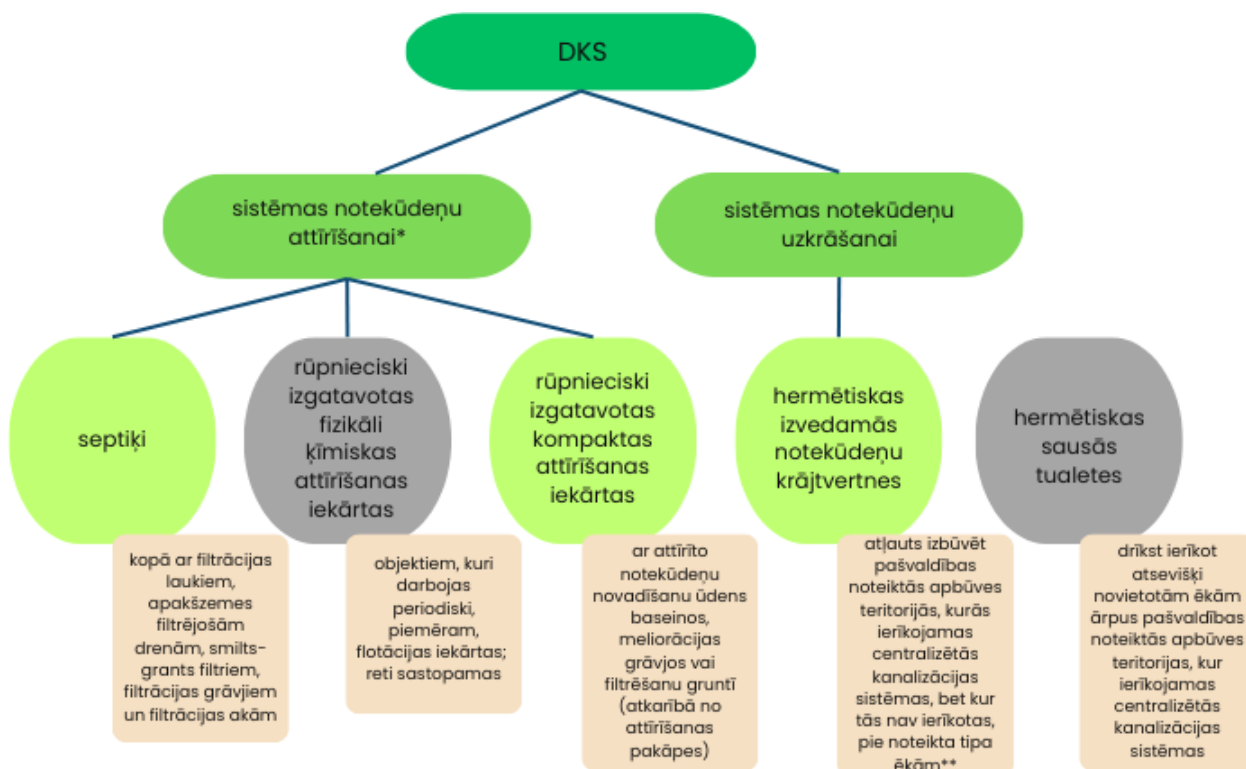 DKS
sistēmas notekūdeņu
attīrīšanai*
sistēmas notekūdeņu
uzkrāšanai
septiķi
rūpnieciski
izgatavotas
fizikāli
ķīmiskas
attīrīšanas
iekārtas
rūpnieciski
izgatavotas
kompaktas
attīrīšanas
iekārtas
hermētiskas
izvedamās
notekūdeņu
krājtvertnes
hermētiskas
sausās
tualetes
kopā ar filtrācijas
laukiem,
apakšzemes
filtrējošām
drenām, smilts-
grants filtriem,
filtrācijas grāvjiem
un filtrācijas akām
objektiem, kuri
darbojas
periodiski,
piemēram,
flotācijas iekārtas;
reti sastopamas
ar attīrīto
notekūdeņu
novadīšanu ūdens
baseinos,
meliorācijas
grāvjos vai
filtrēšanu gruntī
(atkarībā no
attīrīšanas
pakāpes)
atļauts izbūvēt
pašvaldības
noteiktās apbūves
teritorijās, kurās
ierīkojamas
centralizētās
kanalizācijas
sistēmas, bet kur
tās nav ierīkotas,
pie noteikta tipa
ēkām**
drīkst ierīkot
atsevišķi
novietotām ēkām
ārpus pašvaldības
noteiktās apbūves
teritorijas, kur
ierīkojamas
centralizētās
kanalizācijas
sistēmas